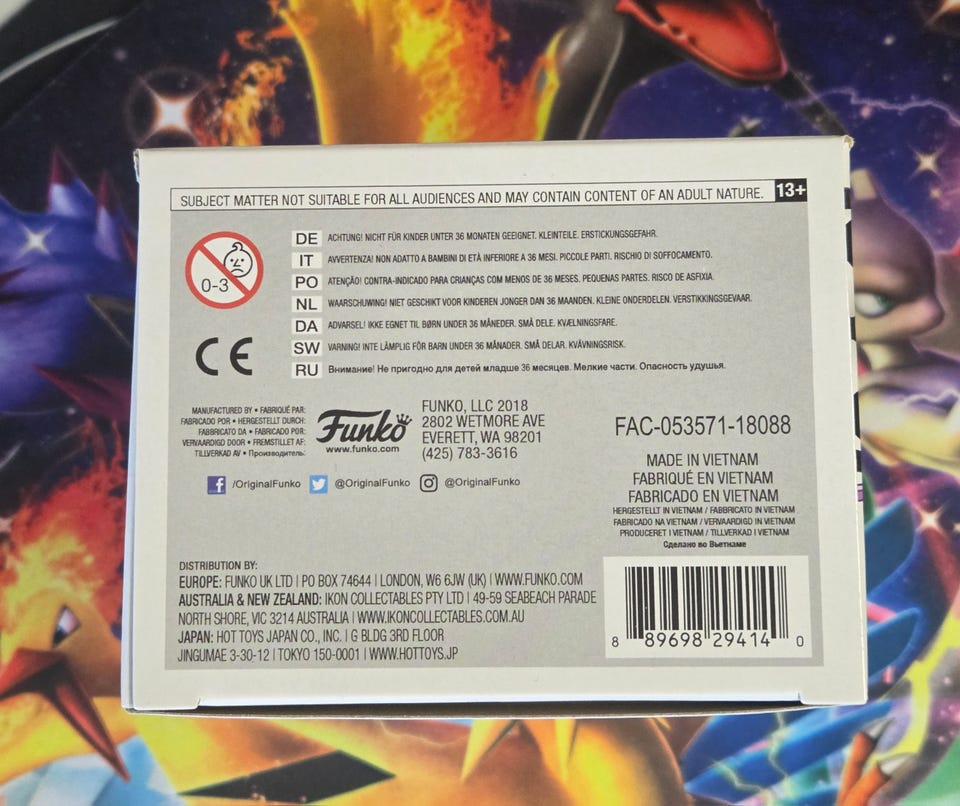 SUBJECT MATTER NOT SUITABLE FOR ALL AUDIENCES AND MAY CONTAIN CONTENT OF AN ADULT NATURE. 13+
0-3
DE ACHTUNG! NICHT FÜR KINDER UNTER 36 MONATEN GEEIGNET. KLEINTEILE. ERSTICKUNGSGEFAHR.
IT AVVERTENZA! NON ADATTO A BAMBINI DI ETÀ INFERIORE A 36 MESI. PICCOLE PARTI. RISCHIO DI SOFFOCAMENTO.
PO ATENÇÃO! CONTRA-INDICADO PARA CRIANÇAS COM MENOS DE 36 MESES. PEQUENAS PARTES. RISCO DE ASFIXIA.
NL WAARSCHUWING! NIET GESCHIKT VOOR KINDEREN JONGER DAN 36 MAANDEN. KLEINE ONDERDELEN. VERSTIKKINGSGEVAAR.
DA ADVARSEL! IKKE EGNET TIL BØRN UNDER 36 MÅNEDER. SMÅ DELE. KVÆLNINGSFARE.
SW VARNING! INTE LÄMPLIG FÖR BARN UNDER 36 MÅNADER. SMÅ DELAR. KVÄVNINGSRISK.
RU Внимание! Не пригодно для детей младше 36 месяцев. Мелкие части. Опасность удушья.
CE
MANUFACTURED BY • FABRIQUÉ PAR:
FABRICADO POR • HERGESTELLT DURCH:
FABBRICATO DA • FABRICADO POR:
VERVAARDIGD DOOR • FREMSTILLET AF:
TILLVERKAD AV • Производитель:
Funko
www.funko.com
FUNKO, LLC 2018
2802 WETMORE AVE
EVERETT, WA 98201
(425) 783-3616
/OriginalFunko @OriginalFunko @OriginalFunko
FAC-053571-18088
MADE IN VIETNAM
FABRIQUÉ EN VIETNAM
FABRICADO EN VIETNAM
HERGESTELLT IN VIETNAM / FABBRICATO IN VIETNAM
FABRICADO NA VIETNAM / VERVAARDIGD IN VIETNAM
PRODUCERET I VIETNAM / TILLVERKAD I VIETNAM
Сделано во Вьетнаме
DISTRIBUTION BY:
EUROPE: FUNKO UK LTD | PO BOX 74644 | LONDON, W6 6JW (UK) | WWW.FUNKO.COM
AUSTRALIA & NEW ZEALAND: IKON COLLECTABLES PTY LTD | 49-59 SEABEACH PARADE
NORTH SHORE, VIC 3214 AUSTRALIA | WWW.IKONCOLLECTABLES.COM.AU
JAPAN: HOT TOYS JAPAN CO., INC. | G BLDG 3RD FLOOR
JINGUMAE 3-30-12 | TOKYO 150-0001 | WWW.HOTTOYS.JP
8 89698 29414 0